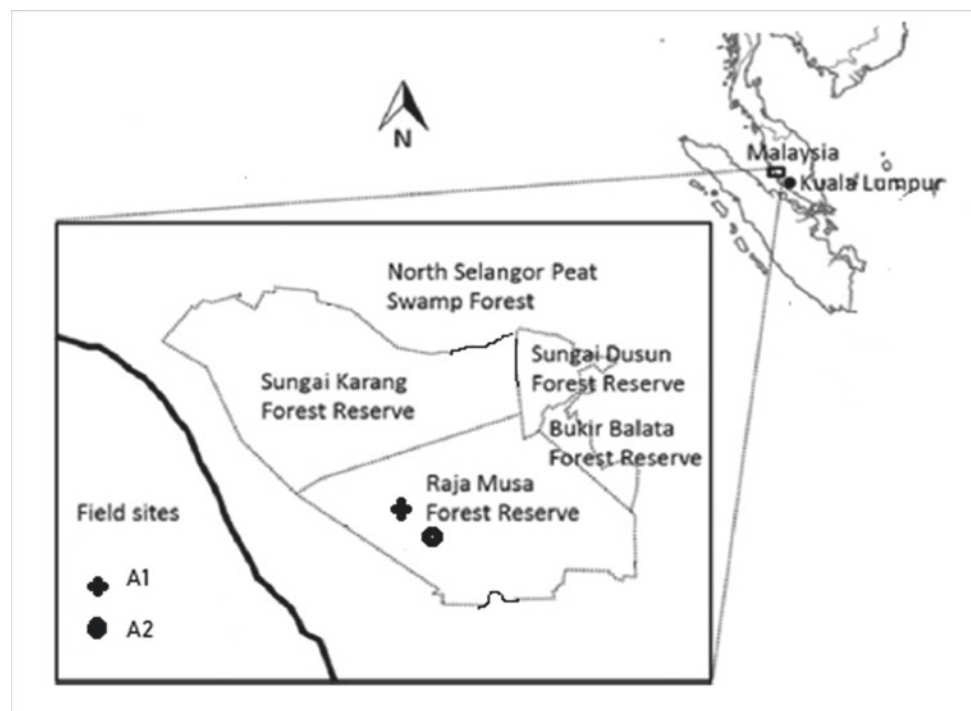 N
Malaysia
Kuala Lumpur
North Selangor Peat
Swamp Forest
Sungai Dusun
Forest Reserve
Sungai Karang
Forest Reserve
Bukir Balata
Forest Reserve
Raja Musa
Forest Reserve
Field sites
A1
A2